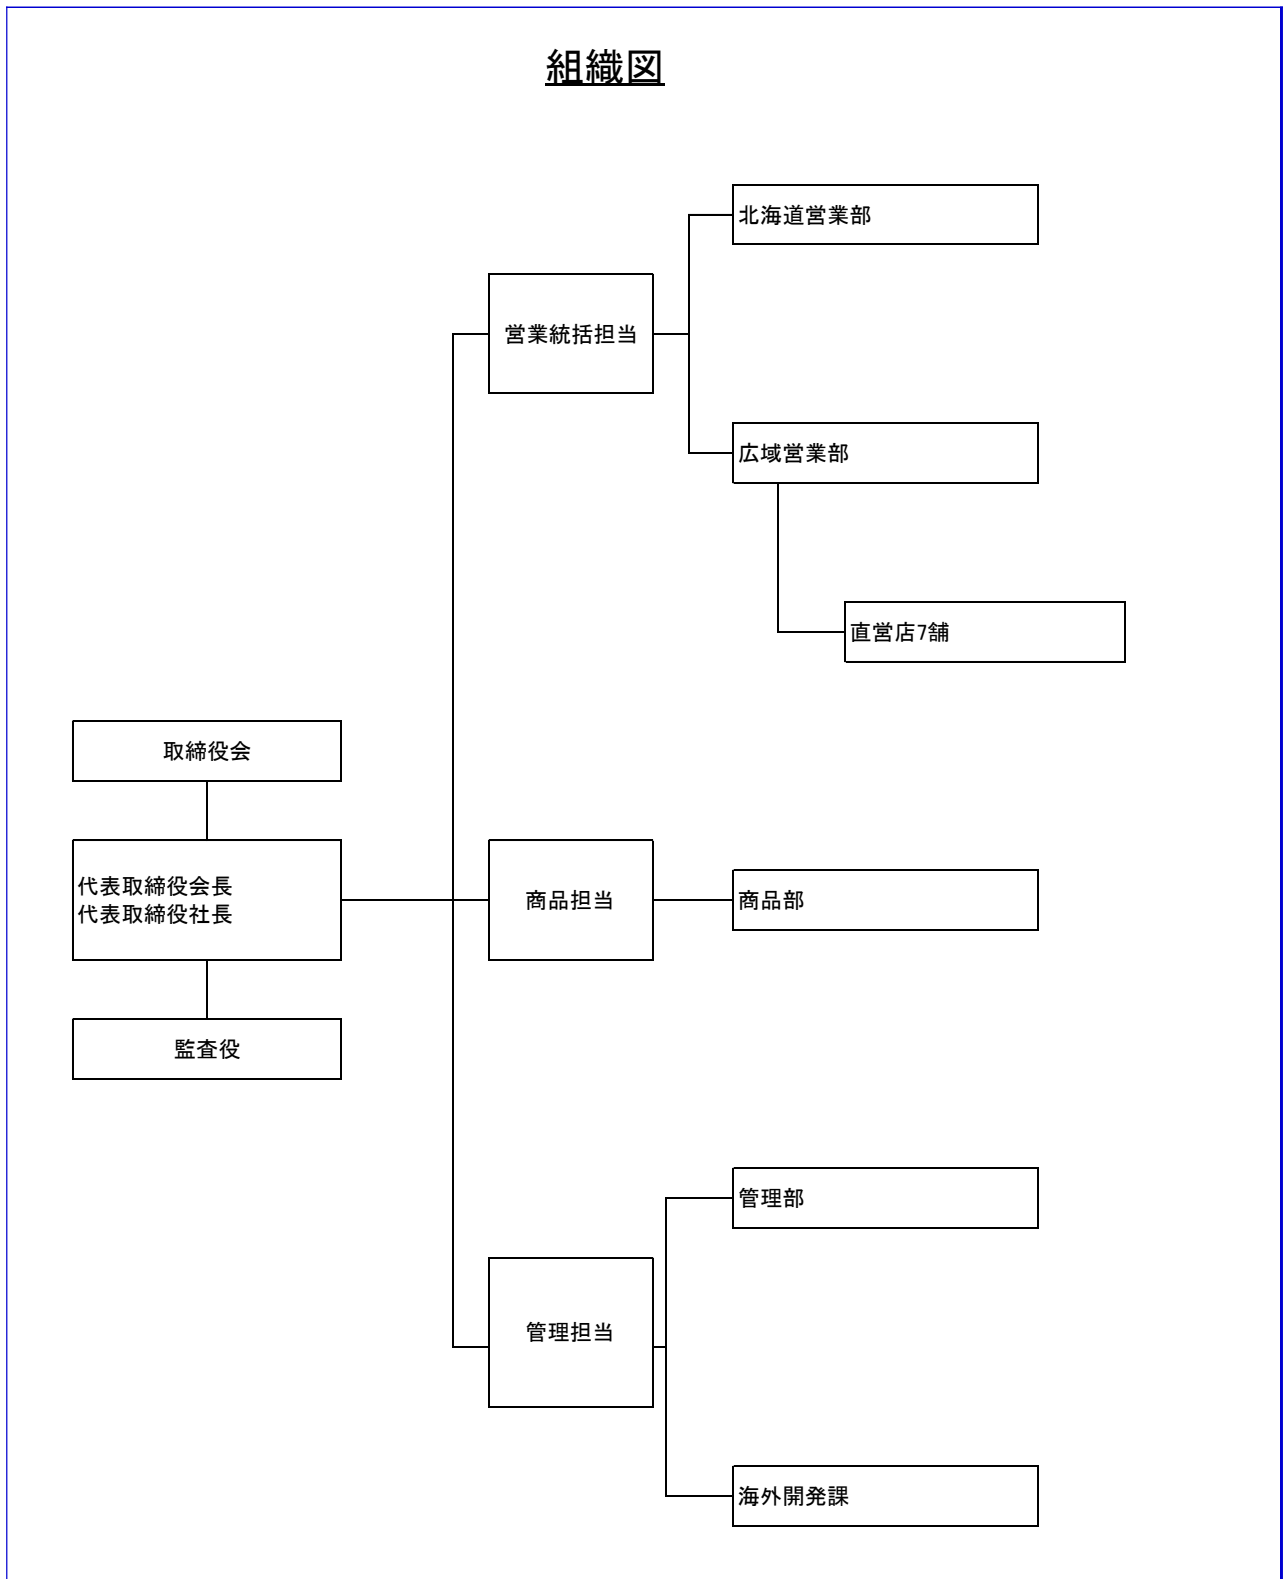 組織図
北海道営業部
営業統括担当
広域営業部
直営店7舗
取締役会
代表取締役会長
代表取締役社長
商品担当
商品部
監査役
管理部
管理担当
海外開発課